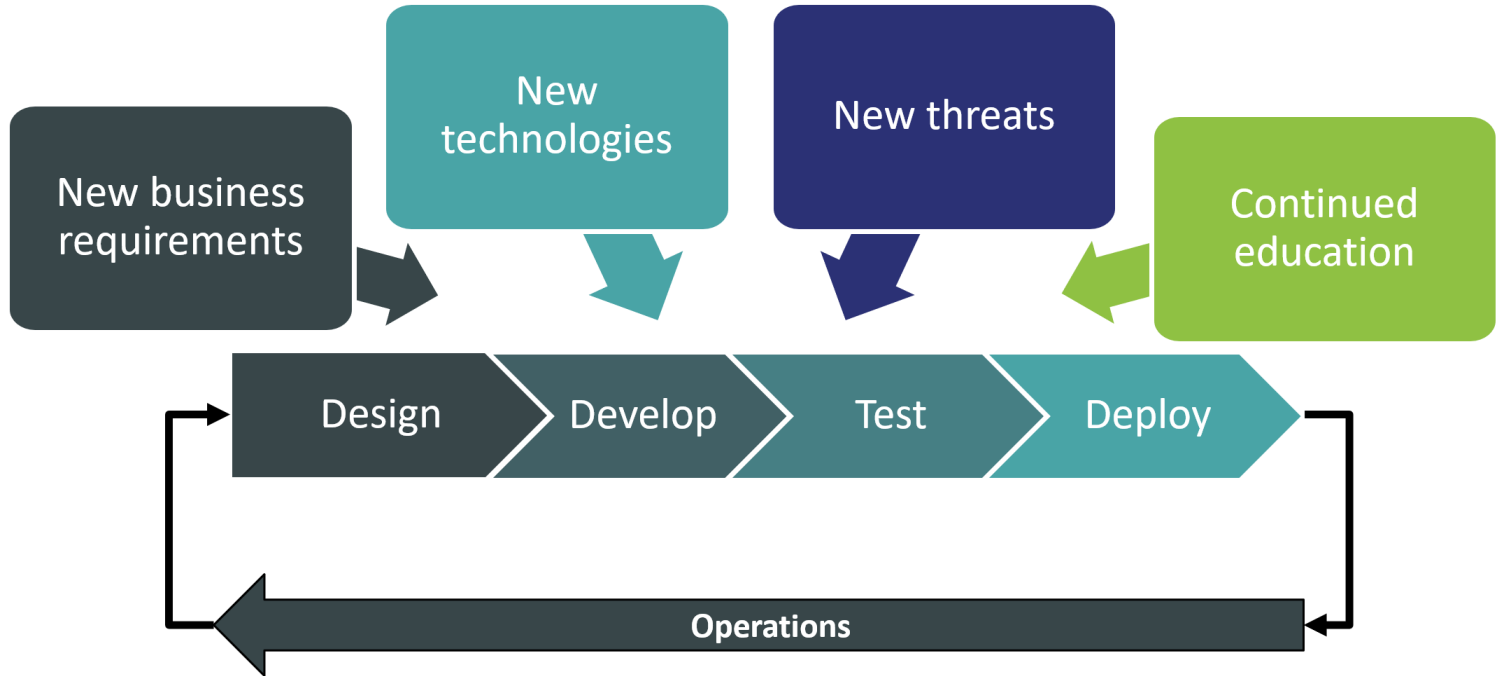 New business
requirements
New
technologies
New threats
Continued
education
Design
Develop
Test
Deploy
Operations